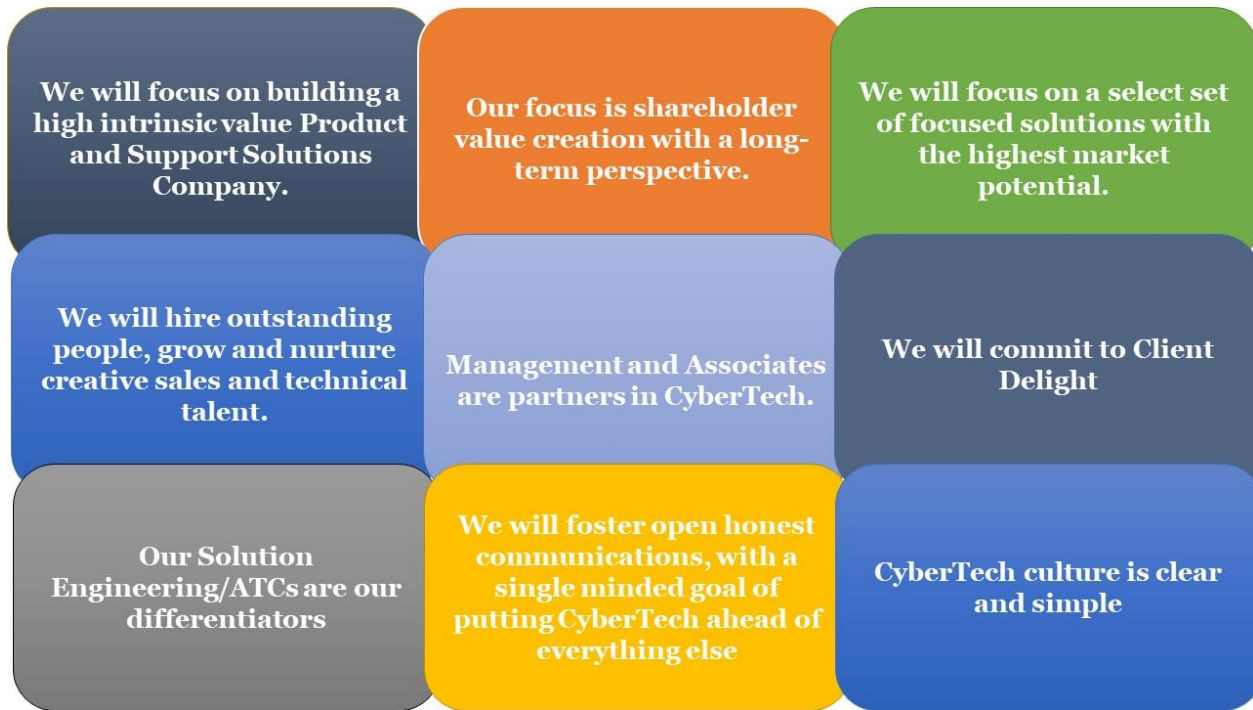 We will focus on building a
high intrinsic value Product
and Support Solutions
Company.
Our focus is shareholder
value creation with a long-
term perspective.
We will focus on a select set
of focused solutions with
the highest market
potential.
We will hire outstanding
people, grow and nurture
creative sales and technical
talent.
Management and Associates
are partners in CyberTech.
We will commit to Client
Delight
Our Solution
Engineering/ATCs are our
differentiators
We will foster open honest
communications, with a
single minded goal of
putting CyberTech ahead of
everything else
CyberTech culture is clear
and simple